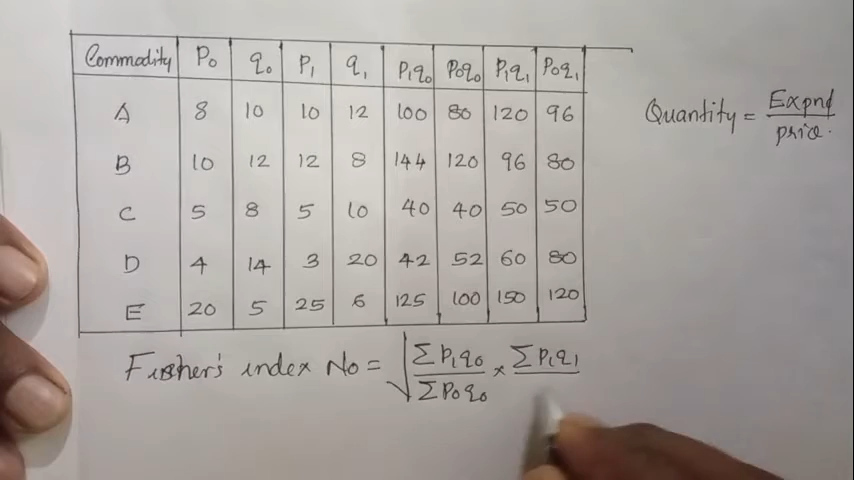 Commodity P₀ q₀ P₁ q₁ P₁q₀ P₀q₀ P₁q₁ P₀q₁
A 8 10 10 12 100 80 120 96
B 10 12 12 8 144 120 96 80
C 5 8 5 10 40 40 50 50
D 4 14 3 20 42 52 60 80
E 20 5 25 6 125 100 150 120
Quantity = Expnd / price.
Fisher's index No = √ ΣP₁q₀ / ΣP₀q₀ × ΣP₁q₁